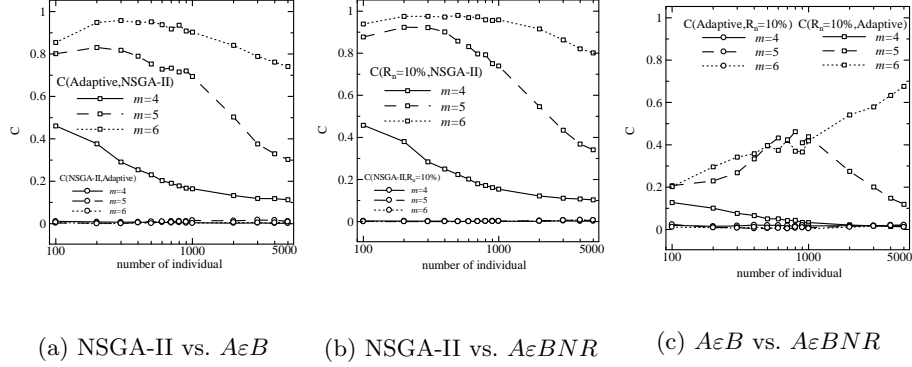 1
0.8
0.6
0.4
0.2
0
C
C(Adaptive,NSGA-II)
m=4
m=5
m=6
C(NSGA-II,Adaptive)
m=4
m=5
m=6
100
1000
5000
number of individual
(a) NSGA-II vs. AεB
1
0.8
0.6
0.4
0.2
0
C
C(Rn=10%,NSGA-II)
m=4
m=5
m=6
C(NSGA-II,Rn=10%)
m=4
m=5
m=6
100
1000
5000
number of individual
(b) NSGA-II vs. AεBNR
1
0.8
0.6
0.4
0.2
0
C
C(Adaptive,Rn=10%)
m=4
m=5
m=6
C(Rn=10%,Adaptive)
m=4
m=5
m=6
100
1000
5000
number of individual
(c) AεB vs. AεBNR